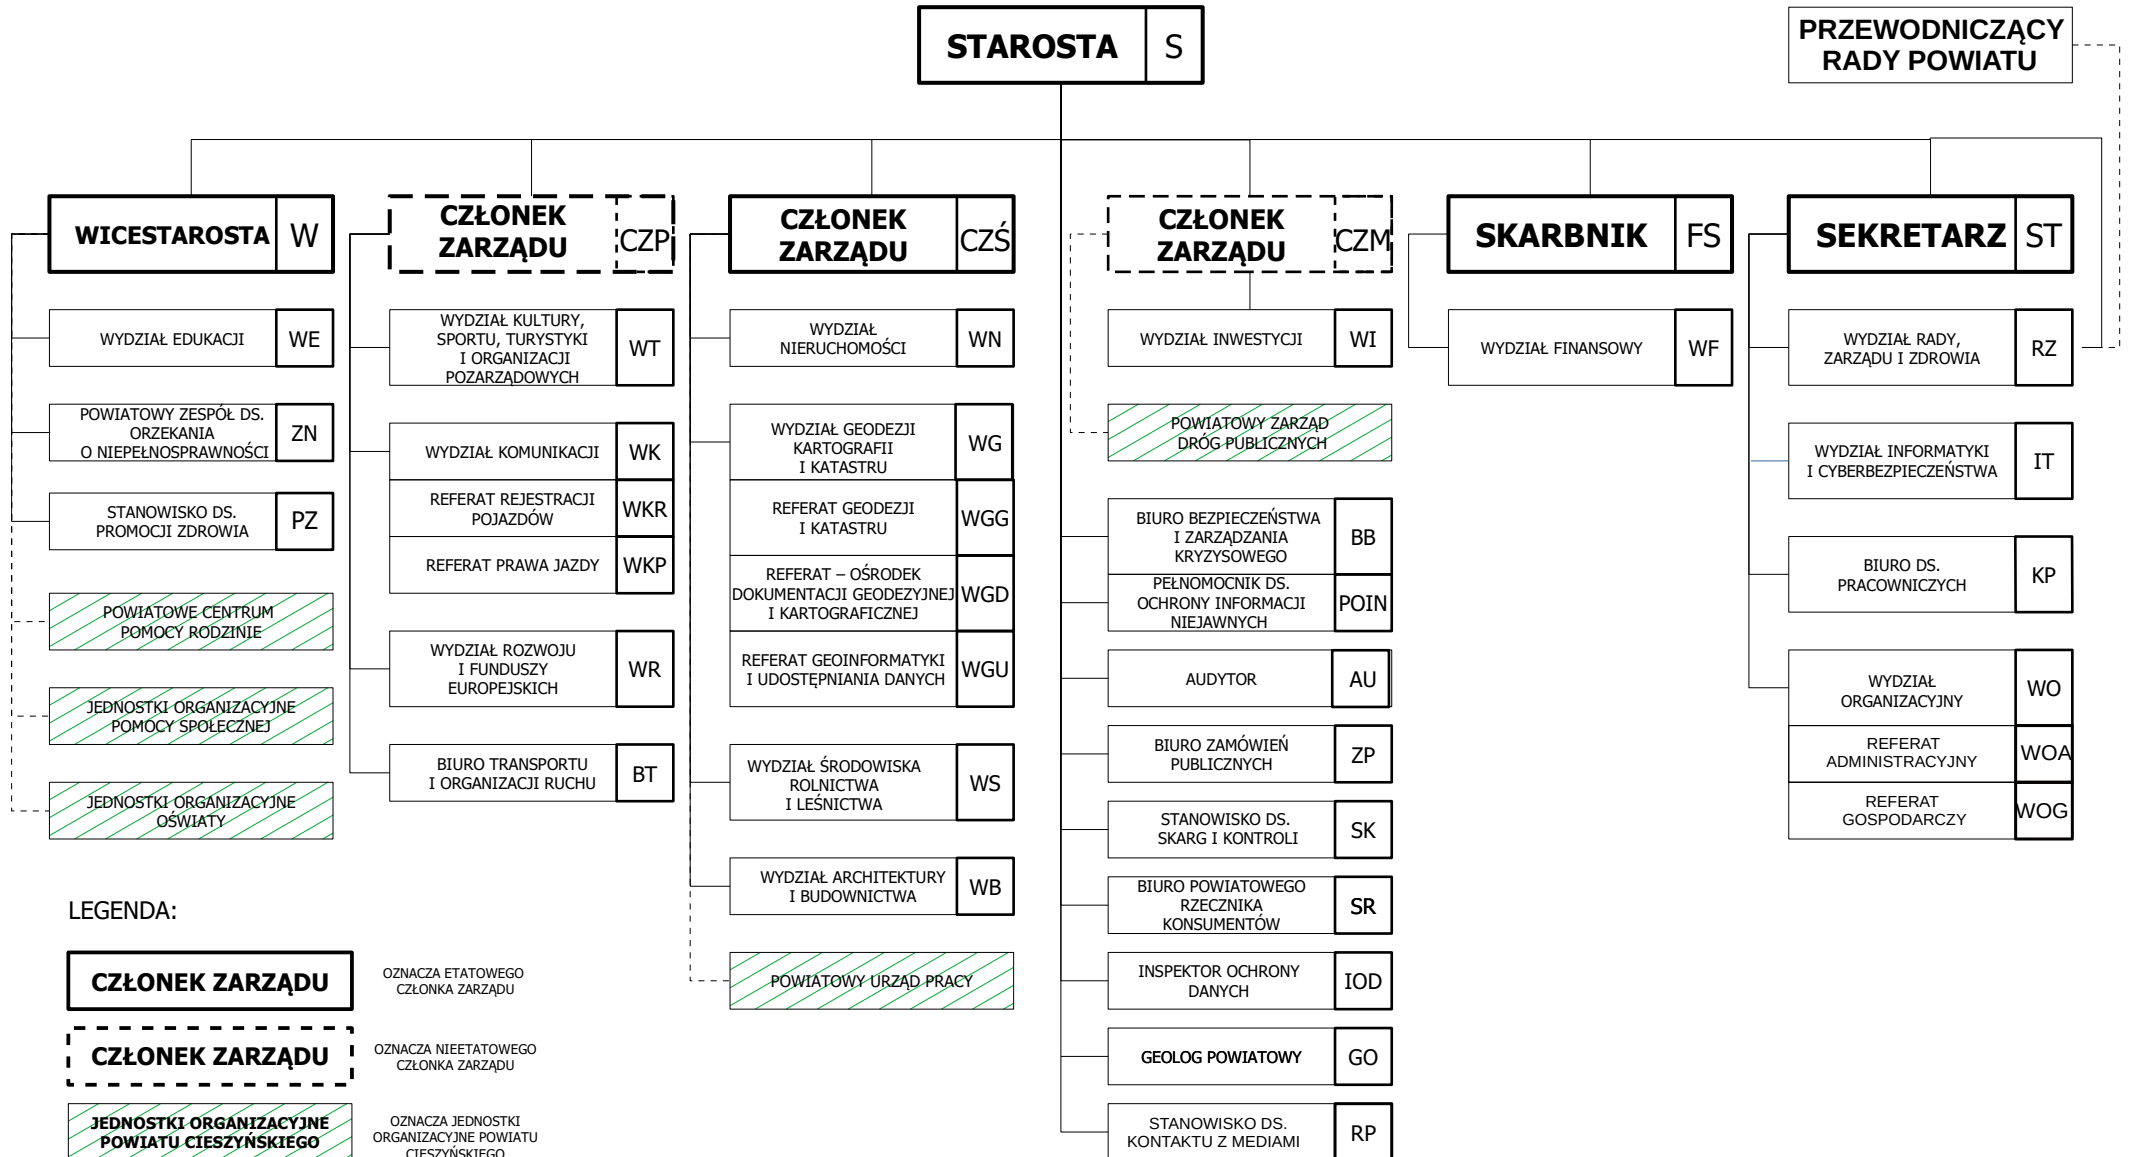 STAROSTA S
PRZEWODNICZĄCY
RADY POWIATU
WICESTAROSTA W
WYDZIAŁ EDUKACJI WE
POWIATOWY ZESPÓŁ DS.
ORZEKANIA
O NIEPEŁNOSPRAWNOŚCI
ZN
STANOWISKO DS.
PROMOCJI ZDROWIA
PZ
POWIATOWE CENTRUM
POMOCY RODZINIE
JEDNOSTKI ORGANIZACYJNE
POMOCY SPOŁECZNEJ
JEDNOSTKI ORGANIZACYJNE
OŚWIATY
CZŁONEK
ZARZĄDU
CZP
WYDZIAŁ KULTURY,
SPORTU, TURYSTYKI
I ORGANIZACJI
POZARZĄDOWYCH
WT
WYDZIAŁ KOMUNIKACJI WK
REFERAT REJESTRACJI
POJAZDÓW
WKR
REFERAT PRAWA JAZDY WKP
WYDZIAŁ ROZWOJU
I FUNDUSZY
EUROPEJSKICH
WR
BIURO TRANSPORTU
I ORGANIZACJI RUCHU
BT
CZŁONEK
ZARZĄDU
CZŚ
WYDZIAŁ
NIERUCHOMOŚCI
WN
WYDZIAŁ GEODEZJI
KARTOGRAFII
I KATASTRU
WG
REFERAT GEODEZJI
I KATASTRU
WGG
REFERAT – OŚRODEK
DOKUMENTACJI GEODEZYJNEJ
I KARTOGRAFICZNEJ
WGD
REFERAT GEOINFORMATYKI
I UDOSTĘPNIANIA DANYCH
WGU
WYDZIAŁ ŚRODOWISKA
ROLNICTWA
I LEŚNICTWA
WS
WYDZIAŁ ARCHITEKTURY
I BUDOWNICTWA
WB
POWIATOWY URZĄD PRACY
CZŁONEK
ZARZĄDU
CZM
WYDZIAŁ INWESTYCJI WI
POWIATOWY ZARZĄD
DRÓG PUBLICZNYCH
BIURO BEZPIECZEŃSTWA
I ZARZĄDZANIA
KRYZYSOWEGO
BB
PEŁNOMOCNIK DS.
OCHRONY INFORMACJI
NIEJAWNYCH
POIN
AUDYTOR AU
BIURO ZAMÓWIEŃ
PUBLICZNYCH
ZP
STANOWISKO DS.
SKARG I KONTROLI
SK
BIURO POWIATOWEGO
RZECZNIKA
KONSUMENTÓW
SR
INSPEKTOR OCHRONY
DANYCH
IOD
GEOLOG POWIATOWY GO
STANOWISKO DS.
KONTAKTU Z MEDIAMI
RP
SKARBNIK FS
WYDZIAŁ FINANSOWY WF
SEKRETARZ ST
WYDZIAŁ RADY,
ZARZĄDU I ZDROWIA
RZ
WYDZIAŁ INFORMATYKI
I CYBERBEZPIECZEŃSTWA
IT
BIURO DS.
PRACOWNICZYCH
KP
WYDZIAŁ
ORGANIZACYJNY
WO
REFERAT
ADMINISTRACYJNY
WOA
REFERAT
GOSPODARCZY
WOG
LEGENDA:
CZŁONEK ZARZĄDU
OZNACZA ETATOWEGO
CZŁONKA ZARZĄDU
CZŁONEK ZARZĄDU
OZNACZA NIEETATOWEGO
CZŁONKA ZARZĄDU
JEDNOSTKI ORGANIZACYJNE
POWIATU CIESZYŃSKIEGO
OZNACZA JEDNOSTKI
ORGANIZACYJNE POWIATU
CIESZYŃSKIEGO